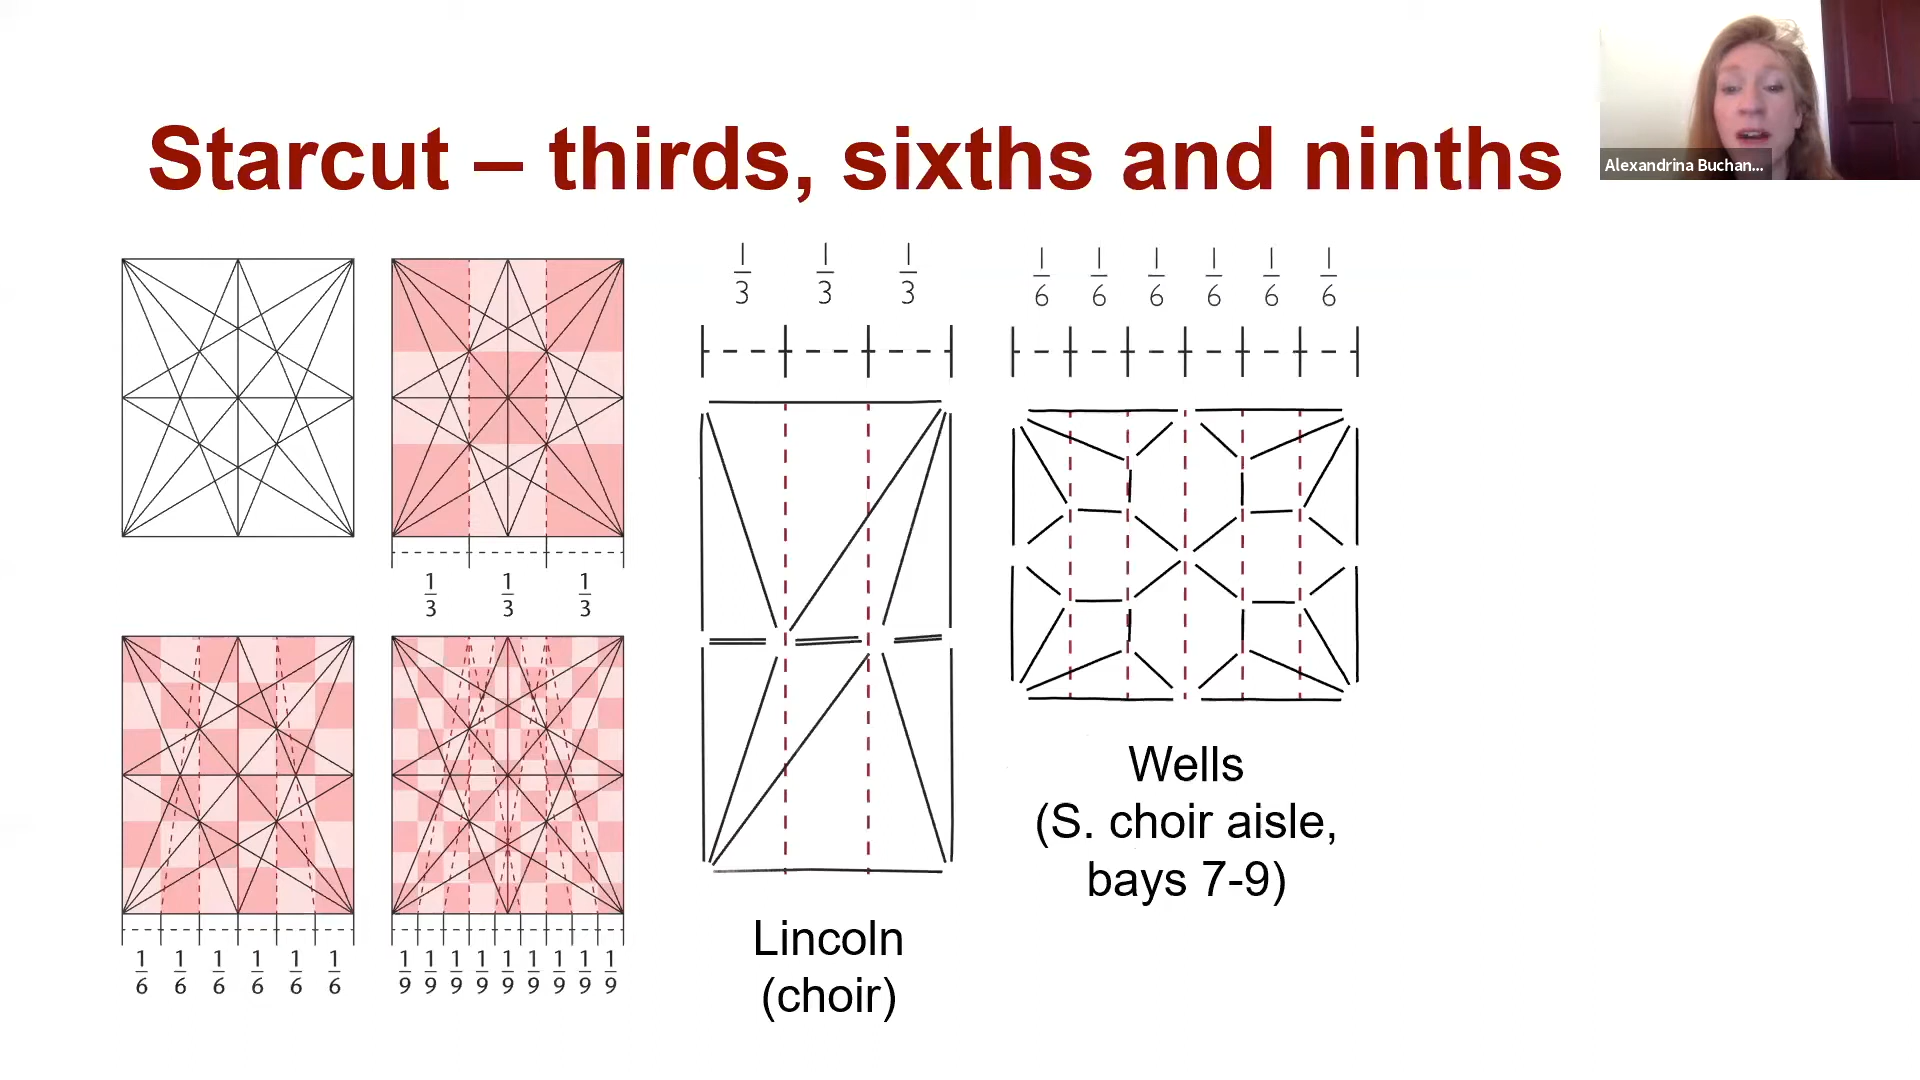 Starcut – thirds, sixths and ninths
Alexandrina Buchan...
1/3 1/3 1/3
1/6 1/6 1/6 1/6 1/6 1/6
1/3 1/3 1/3
Wells
(S. choir aisle,
bays 7-9)
Lincoln
(choir)
1/6 1/6 1/6 1/6 1/6 1/6
1/9 1/9 1/9 1/9 1/9 1/9 1/9 1/9 1/9